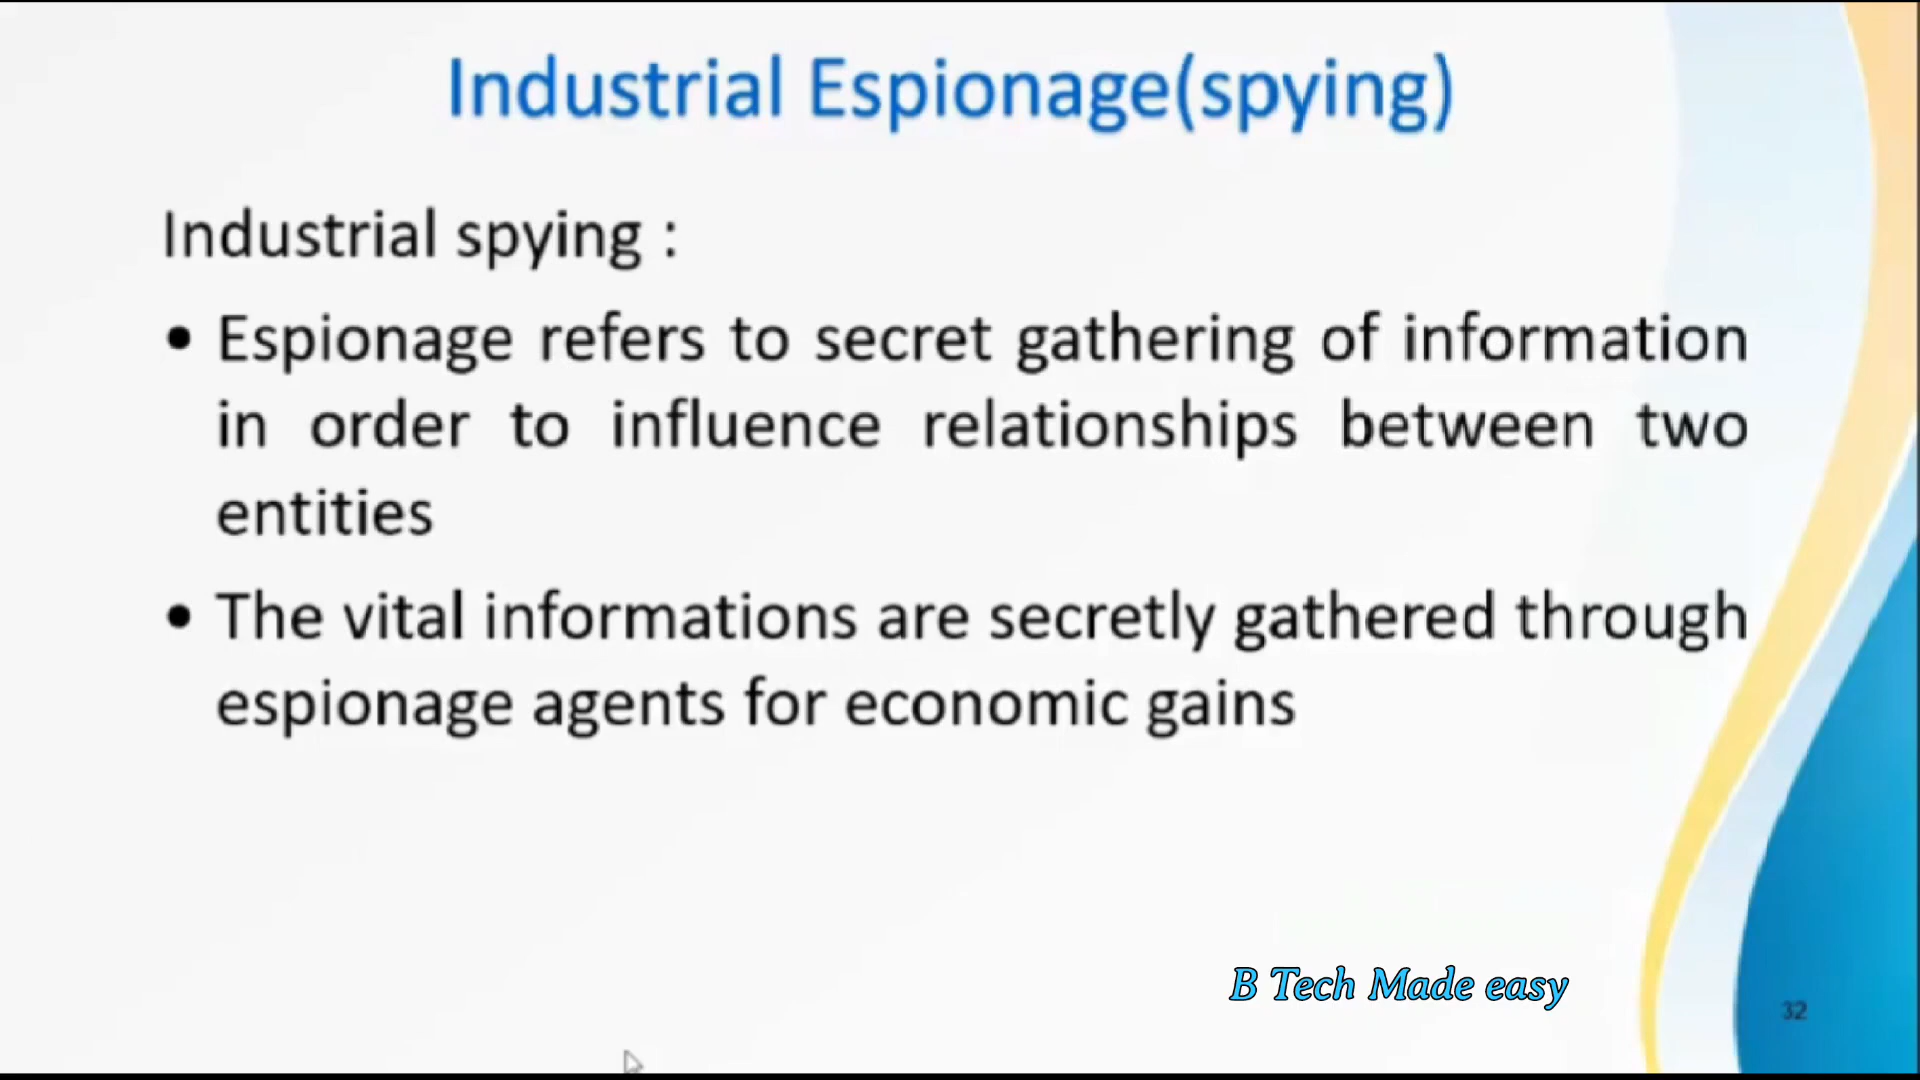 Industrial Espionage(spying)
Industrial spying :
• Espionage refers to secret gathering of information
in order to influence relationships between two
entities
• The vital informations are secretly gathered through
espionage agents for economic gains
B Tech Made easy
32